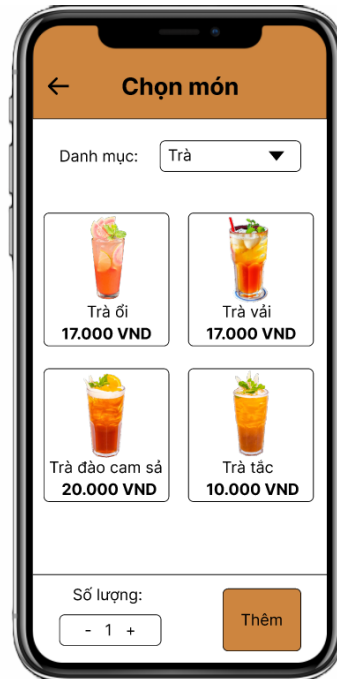 Chọn món
Danh mục: Trà
Trà ổi
17.000 VND
Trà vải
17.000 VND
Trà đào cam sả
20.000 VND
Trà tắc
10.000 VND
Số lượng:
- 1 +
Thêm